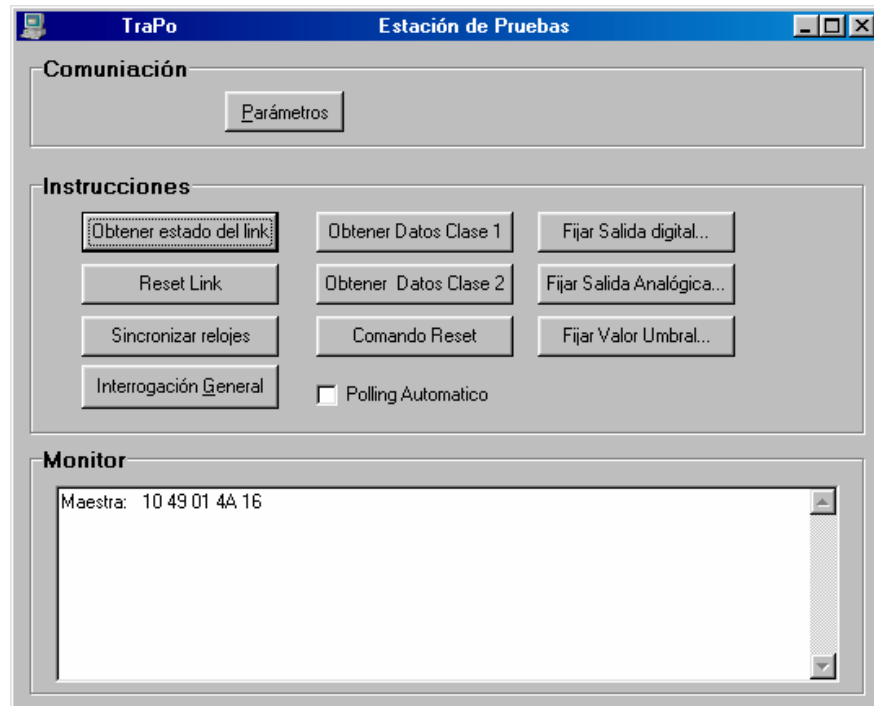 TraPo Estación de Pruebas
Comuniación
Parámetros
Instrucciones
Obtener estado del link Obtener Datos Clase 1 Fijar Salida digital...
Reset Link Obtener Datos Clase 2 Fijar Salida Analógica...
Sincronizar relojes Comando Reset Fijar Valor Umbral...
Interrogación General Polling Automatico
Monitor
Maestra: 10 49 01 4A 16